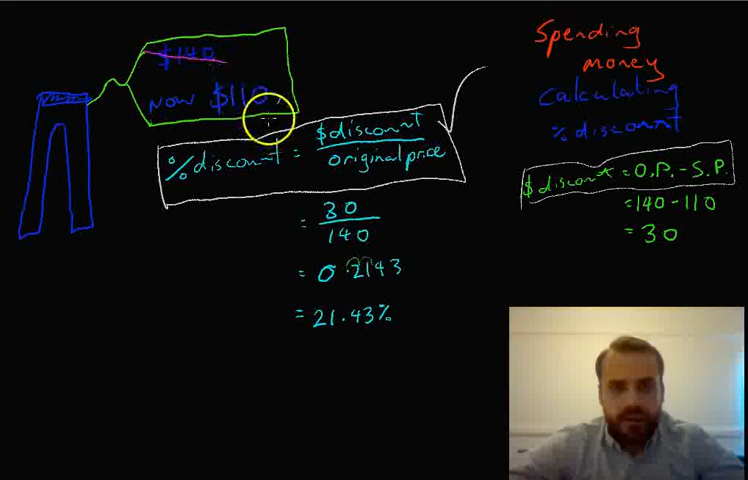 $140
NOW $110
% discount = $discount / original price
= 30 / 140
= 0.2143
= 21.43%
Spending
money
Calculating
% discount
$ discount = O.P. - S.P.
= 140 - 110
= 30